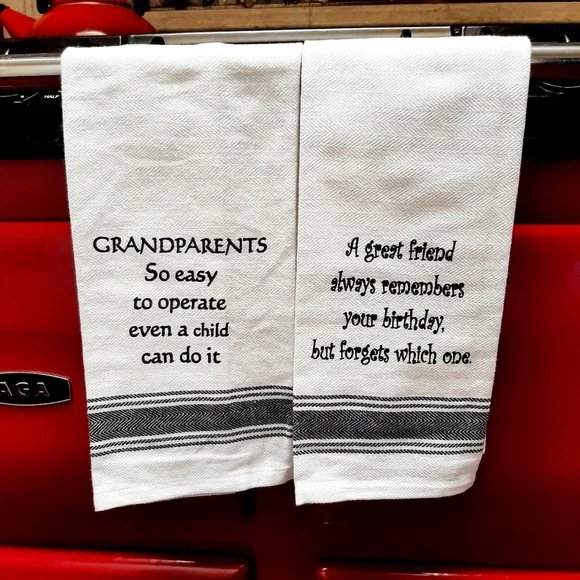 HALF
GRANDPARENTS
So easy
to operate
even a child
can do it
A great friend
always remembers
your birthday,
but forgets which one.
AGA